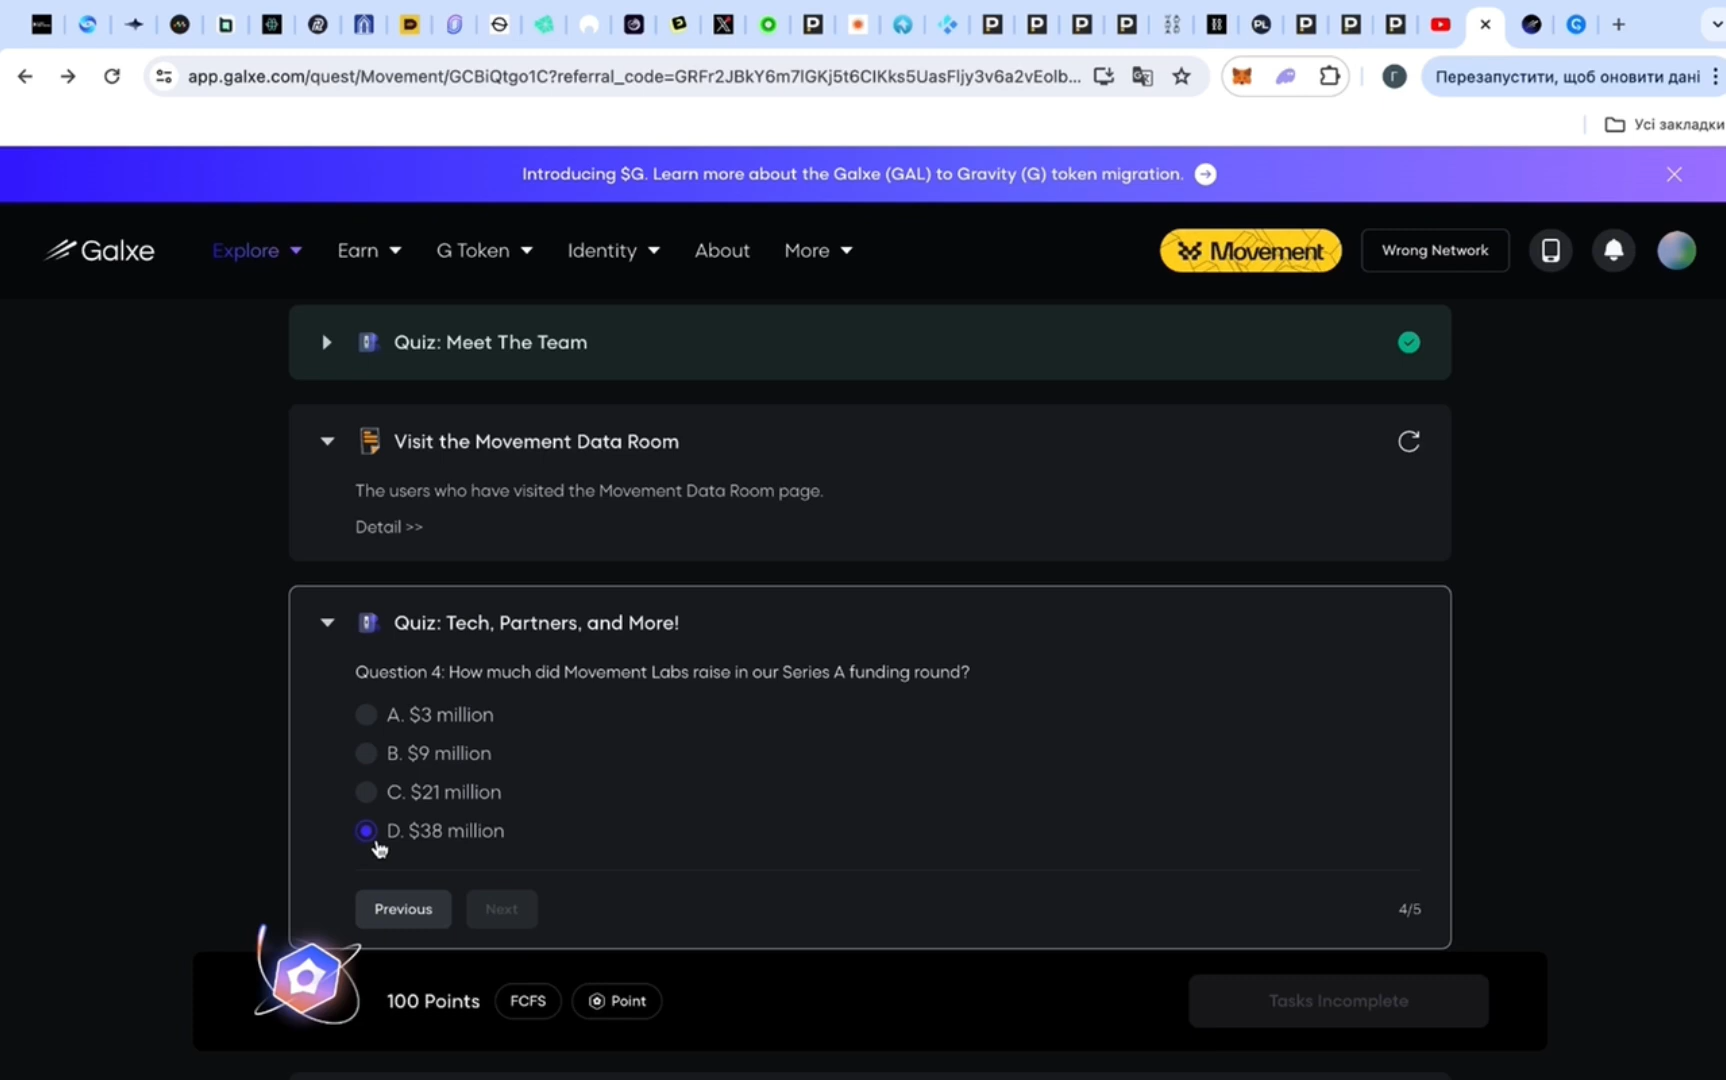 app.galxe.com/quest/Movement/GCBiQtgo1C?referral_code=GRFr2JBkY6m7lGKj5t6CIKks5UasFljy3v6a2vEolb...
Г
Перезапустити, щоб оновити дані
Усі закладки
Introducing $G. Learn more about the Galxe (GAL) to Gravity (G) token migration.
Galxe
Explore
Earn
G Token
Identity
About
More
Movement
Wrong Network
Quiz: Meet The Team
Visit the Movement Data Room
The users who have visited the Movement Data Room page.
Detail >>
Quiz: Tech, Partners, and More!
Question 4: How much did Movement Labs raise in our Series A funding round?
A. $3 million
B. $9 million
C. $21 million
D. $38 million
Previous
Next
4/5
100 Points
FCFS
Point
Tasks Incomplete